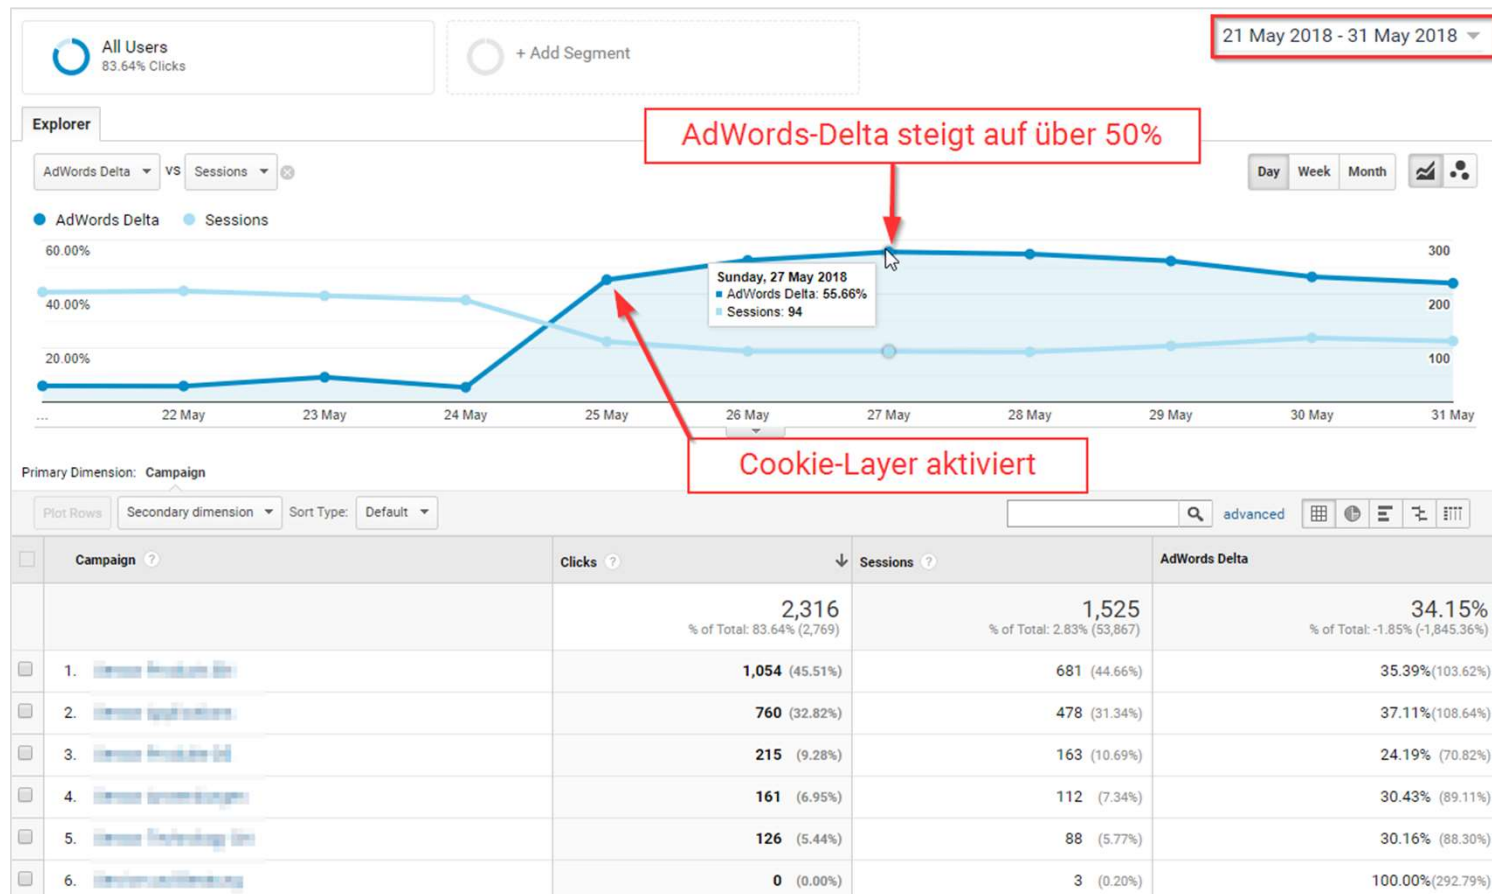 All Users
83.64% Clicks
+ Add Segment
21 May 2018 - 31 May 2018
Explorer
AdWords-Delta steigt auf über 50%
AdWords Delta VS Sessions
Day Week Month
AdWords Delta Sessions
60.00% 300
40.00% 200
20.00% 100
Sunday, 27 May 2018
AdWords Delta: 55.66%
Sessions: 94
... 22 May 23 May 24 May 25 May 26 May 27 May 28 May 29 May 30 May 31 May
Cookie-Layer aktiviert
Primary Dimension: Campaign
Plot Rows Secondary dimension Sort Type: Default advanced
Campaign ? Clicks ? Sessions ? AdWords Delta
2,316 1,525 34.15%
% of Total: 83.64% (2,769) % of Total: 2.83% (53,867) % of Total: -1.85% (-1,845.36%)
1. 1,054 (45.51%) 681 (44.66%) 35.39%(103.62%)
2. 760 (32.82%) 478 (31.34%) 37.11%(108.64%)
3. 215 (9.28%) 163 (10.69%) 24.19% (70.82%)
4. 161 (6.95%) 112 (7.34%) 30.43% (89.11%)
5. 126 (5.44%) 88 (5.77%) 30.16% (88.30%)
6. 0 (0.00%) 3 (0.20%) 100.00%(292.79%)